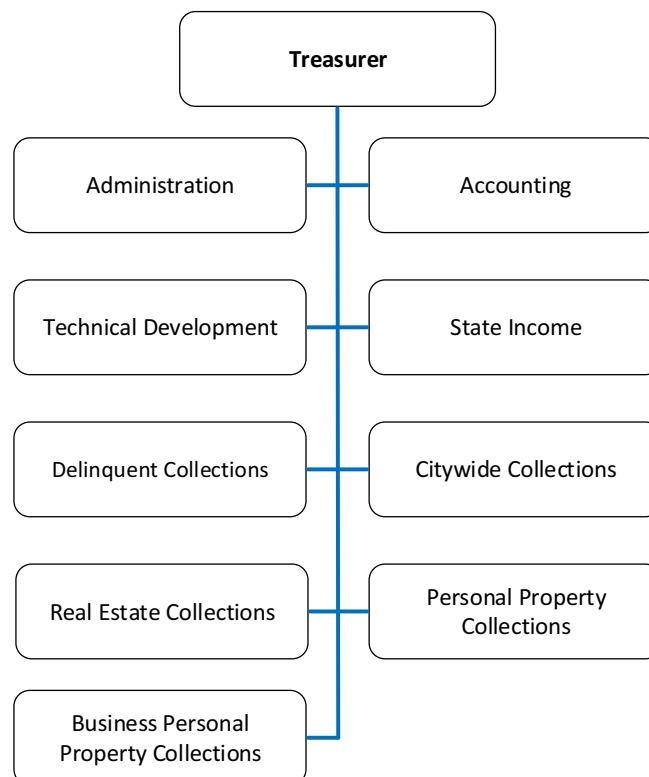 Treasurer
Administration
Accounting
Technical Development
State Income
Delinquent Collections
Citywide Collections
Real Estate Collections
Personal Property
Collections
Business Personal
Property Collections